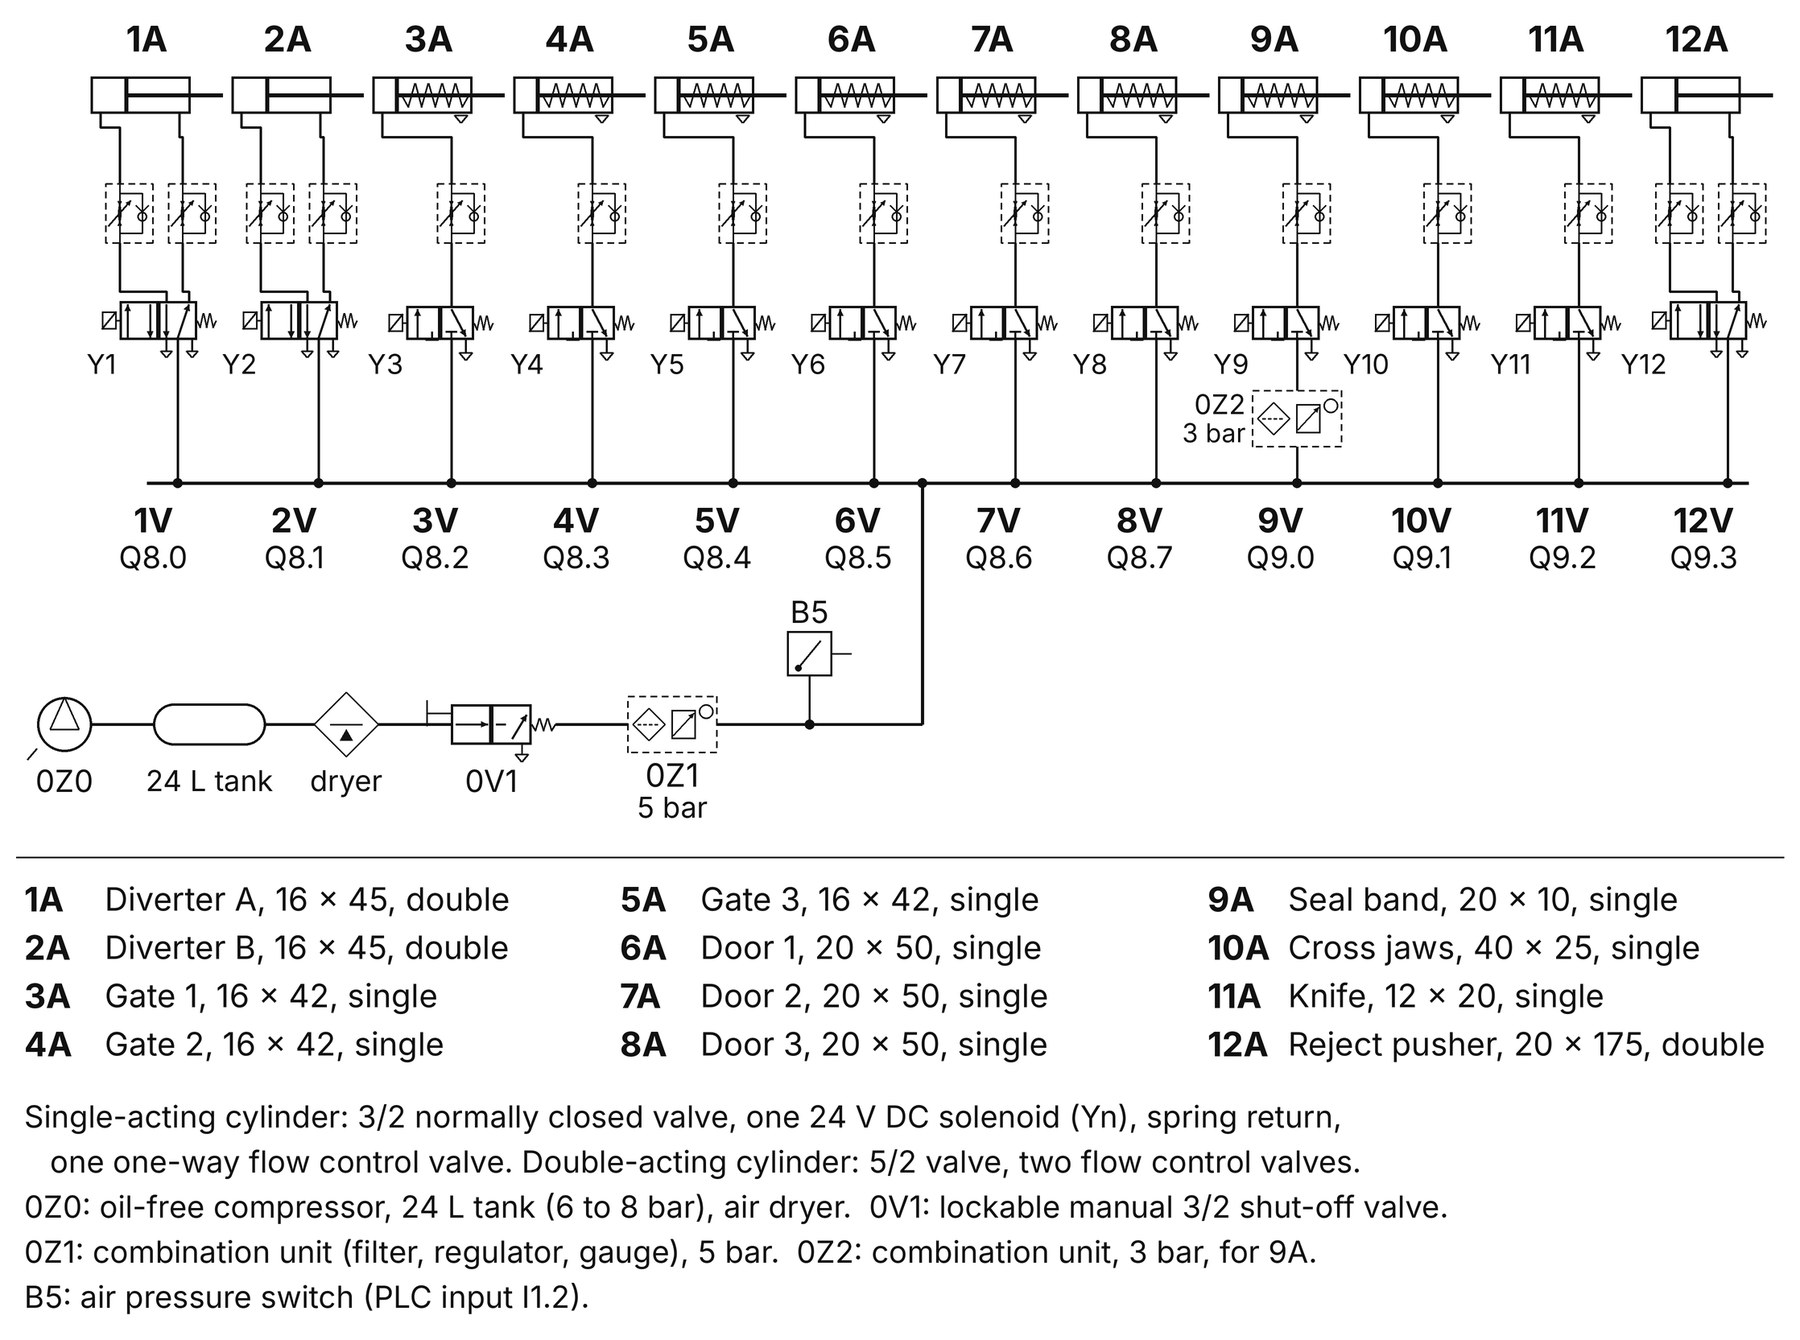 1A 2A 3A 4A 5A 6A 7A 8A 9A 10A 11A 12A
Y1 Y2 Y3 Y4 Y5 Y6 Y7 Y8 Y9 Y10 Y11 Y12
0Z2
3 bar
1V 2V 3V 4V 5V 6V 7V 8V 9V 10V 11V 12V
Q8.0 Q8.1 Q8.2 Q8.3 Q8.4 Q8.5 Q8.6 Q8.7 Q9.0 Q9.1 Q9.2 Q9.3
B5
0Z0 24 L tank dryer 0V1 0Z1
5 bar
1A Diverter A, 16 × 45, double
2A Diverter B, 16 × 45, double
3A Gate 1, 16 × 42, single
4A Gate 2, 16 × 42, single
5A Gate 3, 16 × 42, single
6A Door 1, 20 × 50, single
7A Door 2, 20 × 50, single
8A Door 3, 20 × 50, single
9A Seal band, 20 × 10, single
10A Cross jaws, 40 × 25, single
11A Knife, 12 × 20, single
12A Reject pusher, 20 × 175, double
Single-acting cylinder: 3/2 normally closed valve, one 24 V DC solenoid (Yn), spring return,
one one-way flow control valve. Double-acting cylinder: 5/2 valve, two flow control valves.
0Z0: oil-free compressor, 24 L tank (6 to 8 bar), air dryer. 0V1: lockable manual 3/2 shut-off valve.
0Z1: combination unit (filter, regulator, gauge), 5 bar. 0Z2: combination unit, 3 bar, for 9A.
B5: air pressure switch (PLC input I1.2).